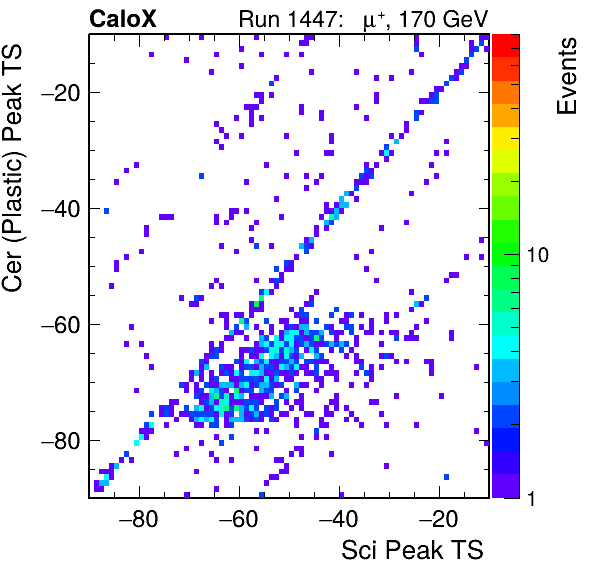 CaloX Run 1447: μ⁺, 170 GeV
Cer (Plastic) Peak TS
Events
−20
−40
−60
−80
10
1
−80 −60 −40 −20
Sci Peak TS